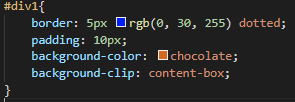 #div1{
border: 5px rgb(0, 30, 255) dotted;
padding: 10px;
background-color: chocolate;
background-clip: content-box;
}